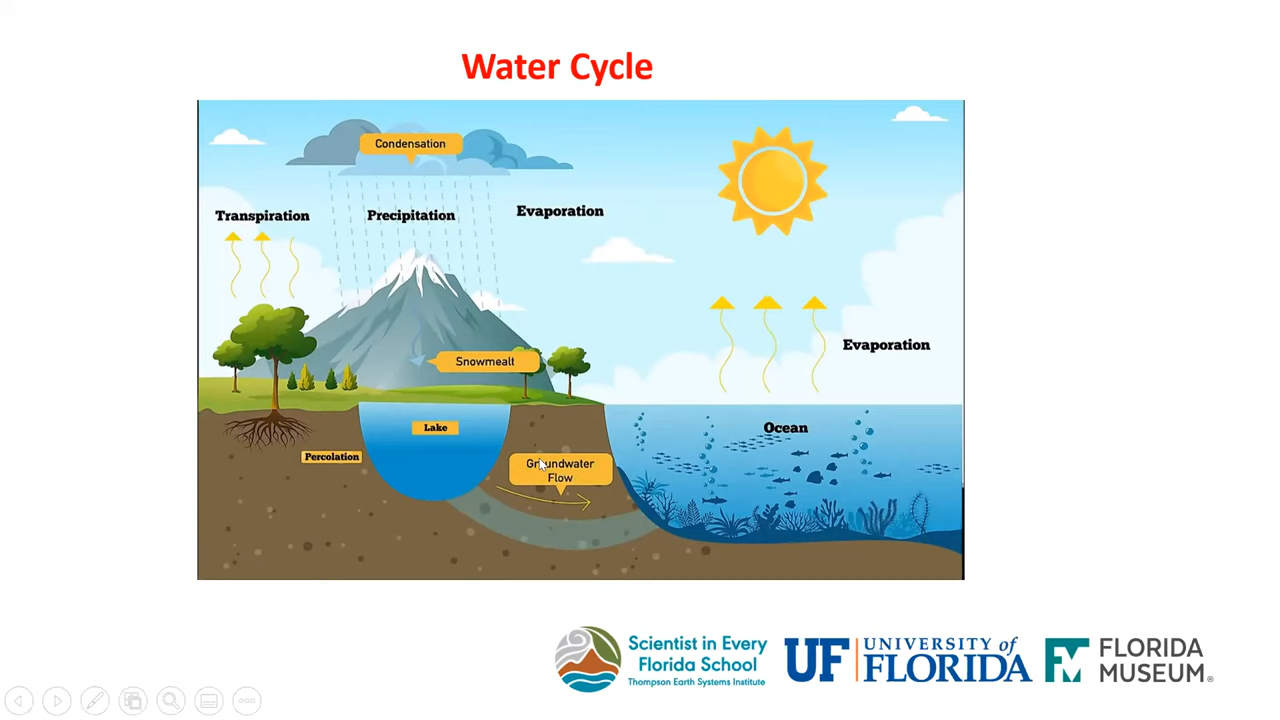 Water Cycle
Condensation
Transpiration
Precipitation
Evaporation
Evaporation
Snowmealt
Lake
Ocean
Percolation
Groundwater
Flow
Scientist in Every
Florida School
Thompson Earth Systems Institute
UF
UNIVERSITY of
FLORIDA
FM
FLORIDA
MUSEUM®